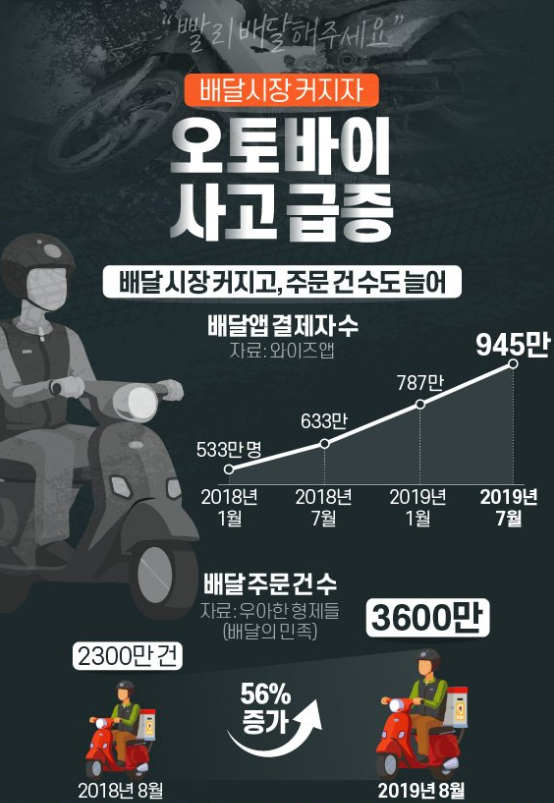 “빨리 배달해주세요”
배달시장 커지자
오토바이
사고 급증
배달 시장 커지고, 주문 건 수도 늘어
배달앱 결제자 수
자료 : 와이즈앱
533만 명
633만
787만
945만
2018년
1월
2018년
7월
2019년
1월
2019년
7월
배달 주문 건 수
자료 : 우아한형제들
(배달의 민족)
2300만 건
3600만
56%
증가
2018년 8월
2019년 8월